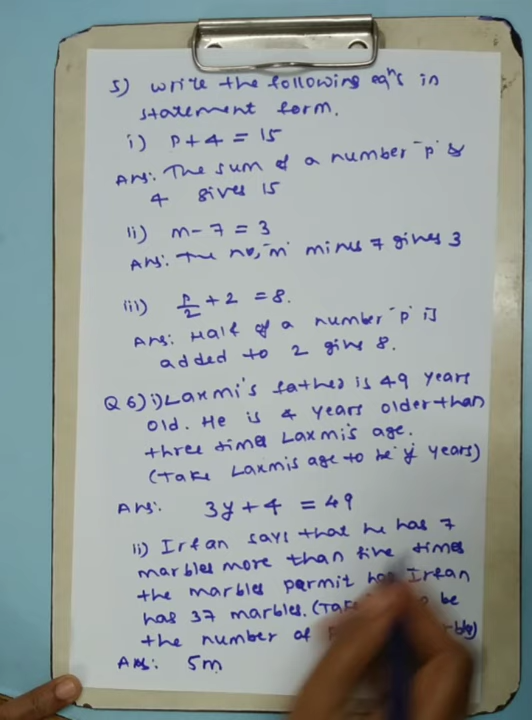 5) write the following eqns in
statement form.
i) P + 4 = 15
Ans: The sum of a number 'p' &
4 gives 15
ii) m - 7 = 3
Ans: The no, 'm' minus 7 gives 3
iii) P/2 + 2 = 8.
Ans: Half of a number 'p' is
added to 2 give 8.
Q 6) i) Laxmi's father is 49 years
old. He is 4 years older than
three times Laxmi's age.
(Take Laxmis age to be 'y' years)
Ans: 3y + 4 = 49
ii) Irfan says that he has 7
marbles more than five times
the marbles permit has Irfan
has 37 marbles. (Take be
the number of
Ans: 5m